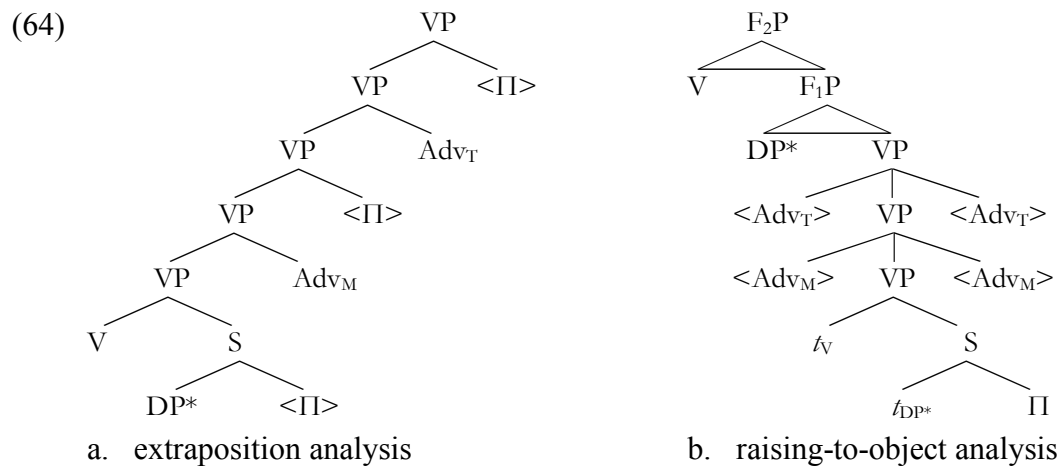 (64) VP F₂P
VP <Π> V F₁P
VP Adv_T DP* VP
VP <Π> <Adv_T> VP <Adv_T>
VP Adv_M <Adv_M> VP <Adv_M>
V S t_V S
DP* <Π> t_DP* Π
a. extraposition analysis b. raising-to-object analysis